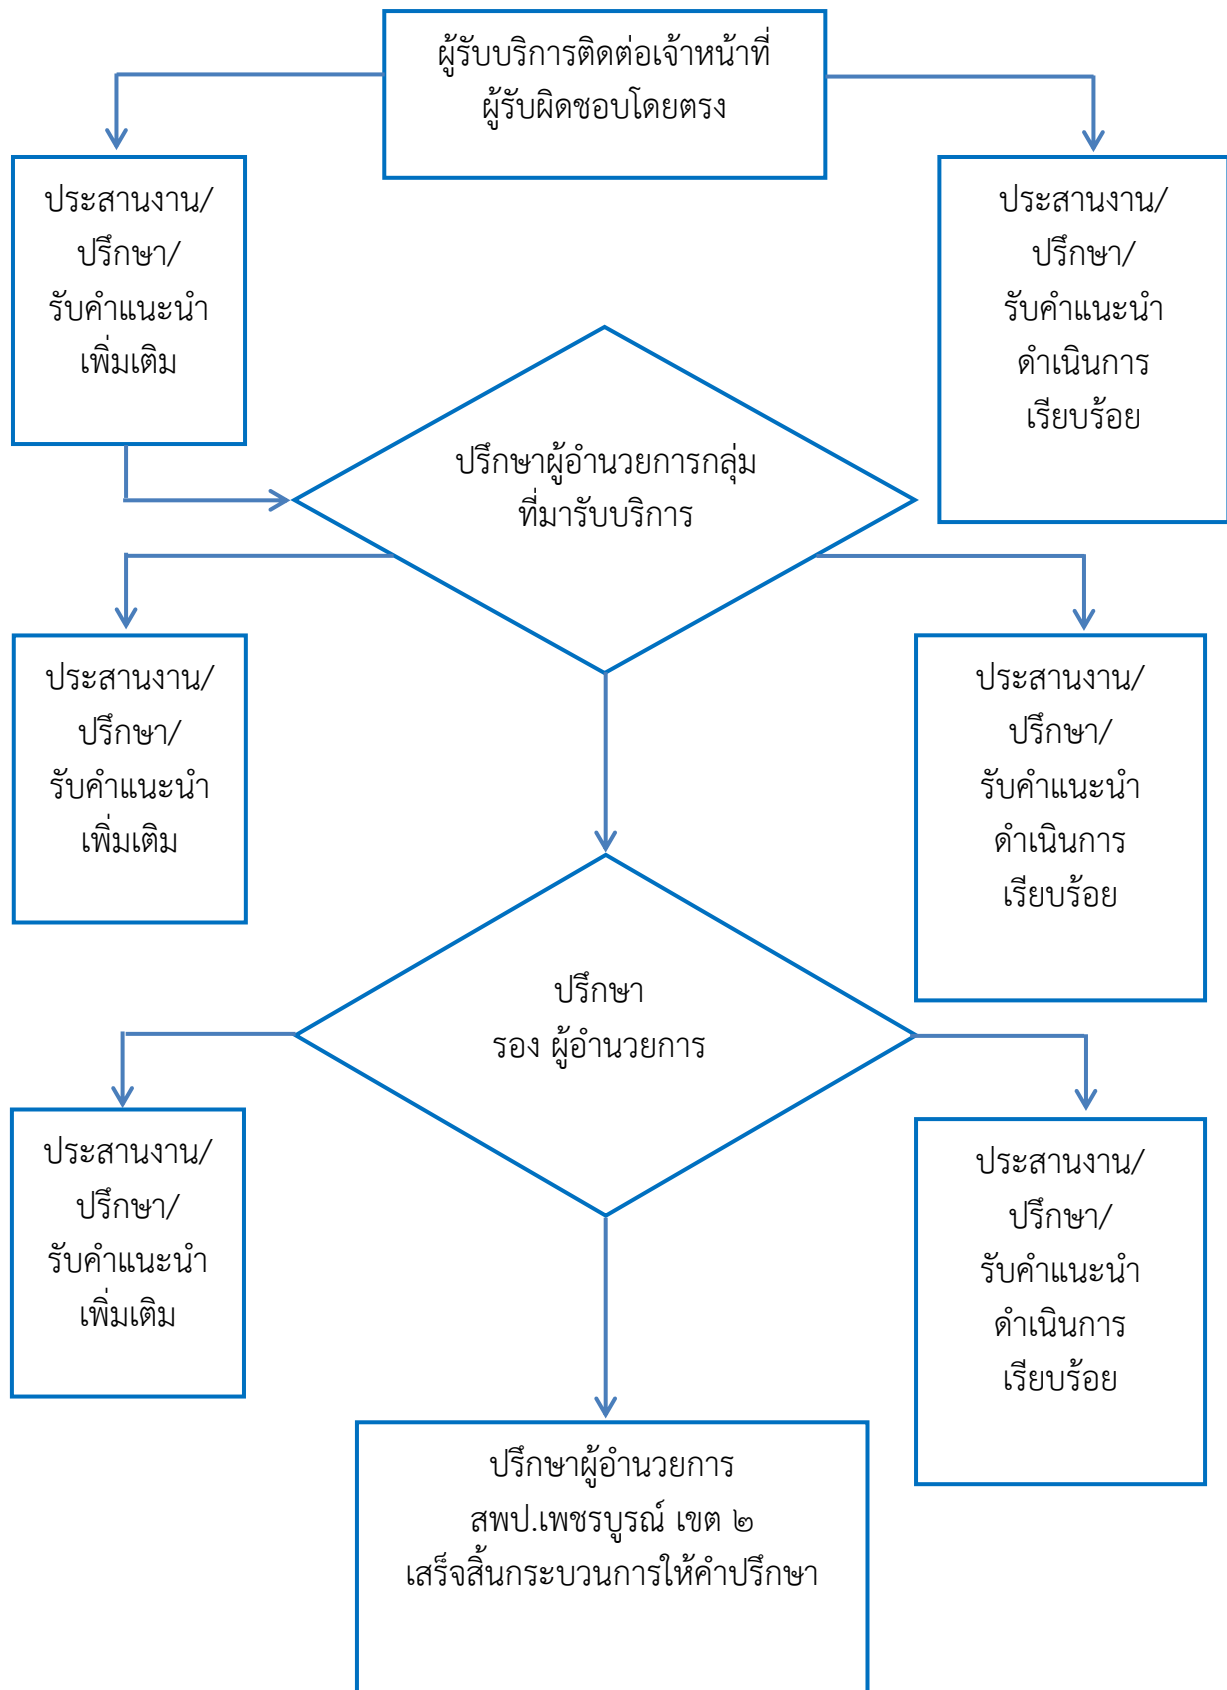 ผู้รับบริการติดต่อเจ้าหน้าที่
ผู้รับผิดชอบโดยตรง
ประสานงาน/
ปรึกษา/
รับคำแนะนำ
เพิ่มเติม
ประสานงาน/
ปรึกษา/
รับคำแนะนำ
ดำเนินการ
เรียบร้อย
ปรึกษาผู้อำนวยการกลุ่ม
ที่มารับบริการ
ประสานงาน/
ปรึกษา/
รับคำแนะนำ
เพิ่มเติม
ประสานงาน/
ปรึกษา/
รับคำแนะนำ
ดำเนินการ
เรียบร้อย
ปรึกษา
รอง ผู้อำนวยการ
ประสานงาน/
ปรึกษา/
รับคำแนะนำ
เพิ่มเติม
ประสานงาน/
ปรึกษา/
รับคำแนะนำ
ดำเนินการ
เรียบร้อย
ปรึกษาผู้อำนวยการ
สพป.เพชรบูรณ์ เขต ๒
เสร็จสิ้นกระบวนการให้คำปรึกษา